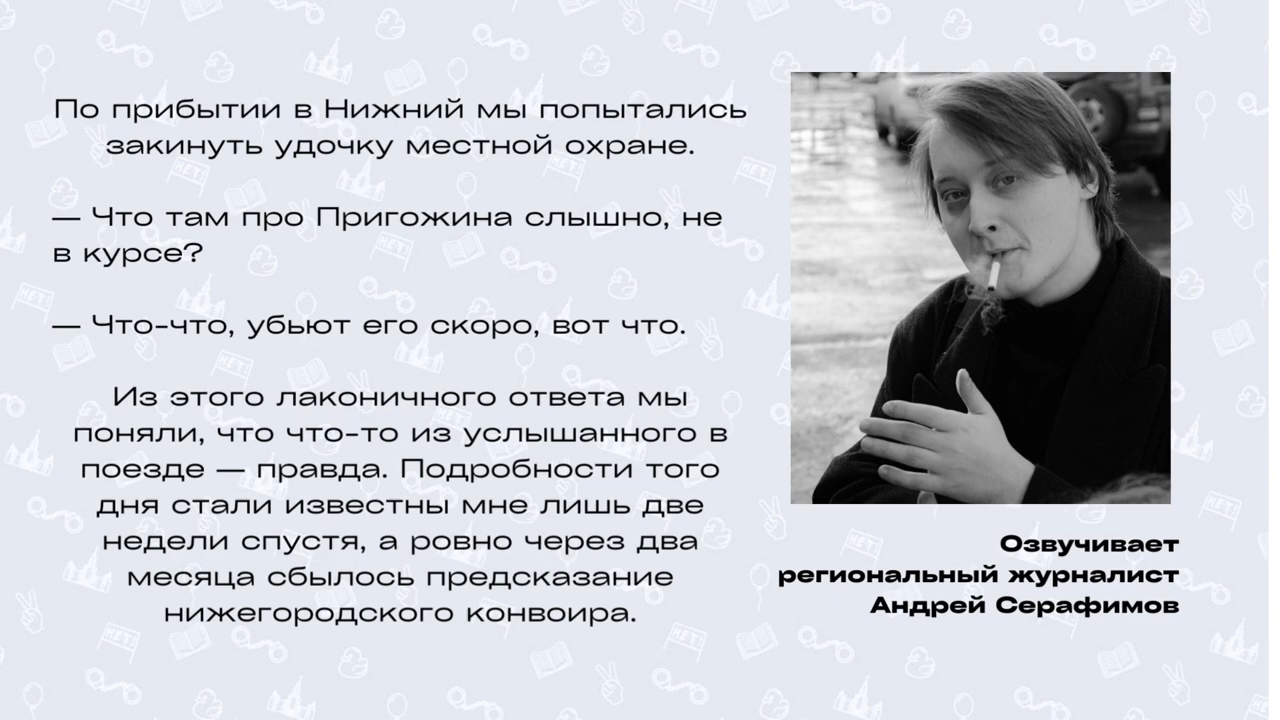 По прибытии в Нижний мы попытались
закинуть удочку местной охране.
— Что там про Пригожина слышно, не
в курсе?
— Что-что, убьют его скоро, вот что.
Из этого лаконичного ответа мы
поняли, что что-то из услышанного в
поезде — правда. Подробности того
дня стали известны мне лишь две
недели спустя, а ровно через два
месяца сбылось предсказание
нижегородского конвоира.
Озвучивает
региональный журналист
Андрей Серафимов